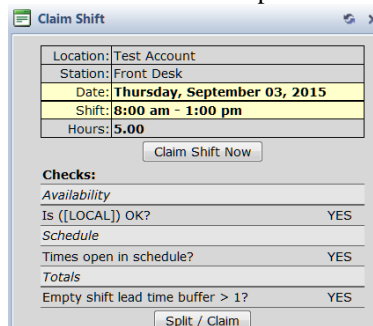 Claim Shift
Location: Test Account
Station: Front Desk
Date: Thursday, September 03, 2015
Shift: 8:00 am - 1:00 pm
Hours: 5.00
Claim Shift Now
Checks:
Availability
Is ([LOCAL]) OK? YES
Schedule
Times open in schedule? YES
Totals
Empty shift lead time buffer > 1? YES
Split / Claim